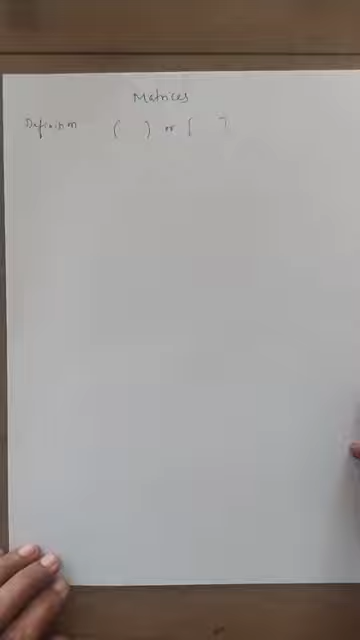 Matrices
Definition ( ) or [ ]